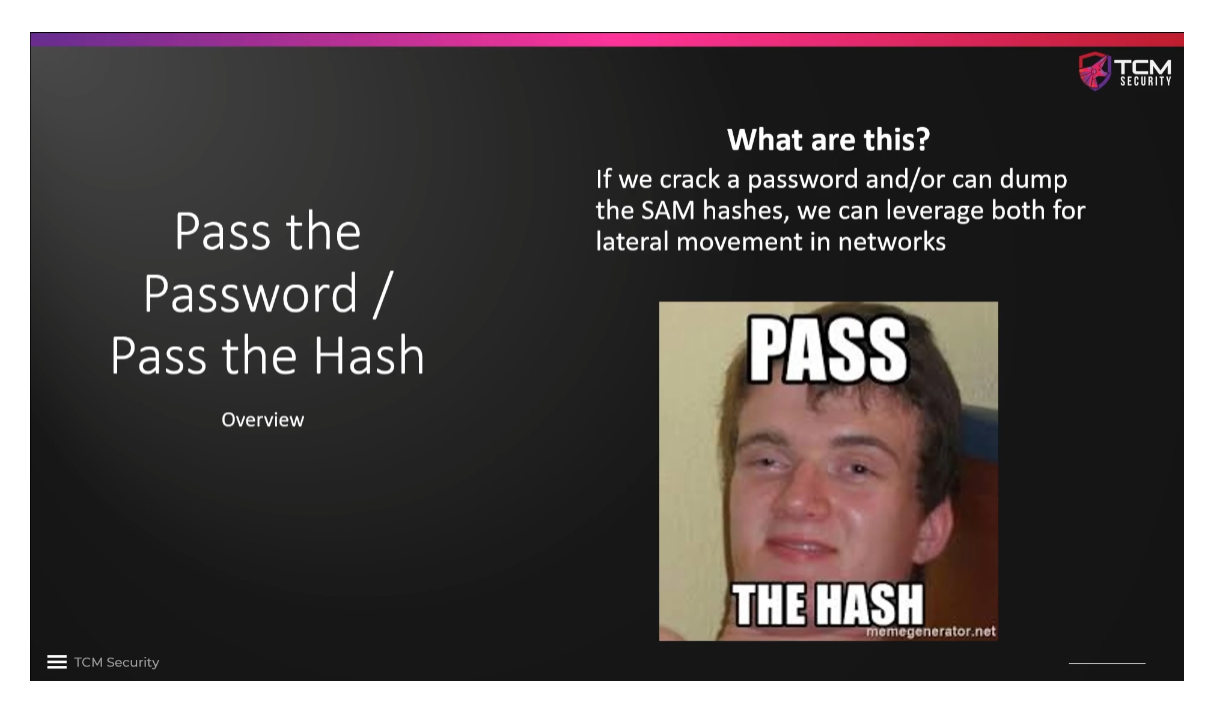 TCM
SECURITY
Pass the
Password /
Pass the Hash
Overview
What are this?
If we crack a password and/or can dump
the SAM hashes, we can leverage both for
lateral movement in networks
PASS
THE HASH
memegenerator.net
TCM Security